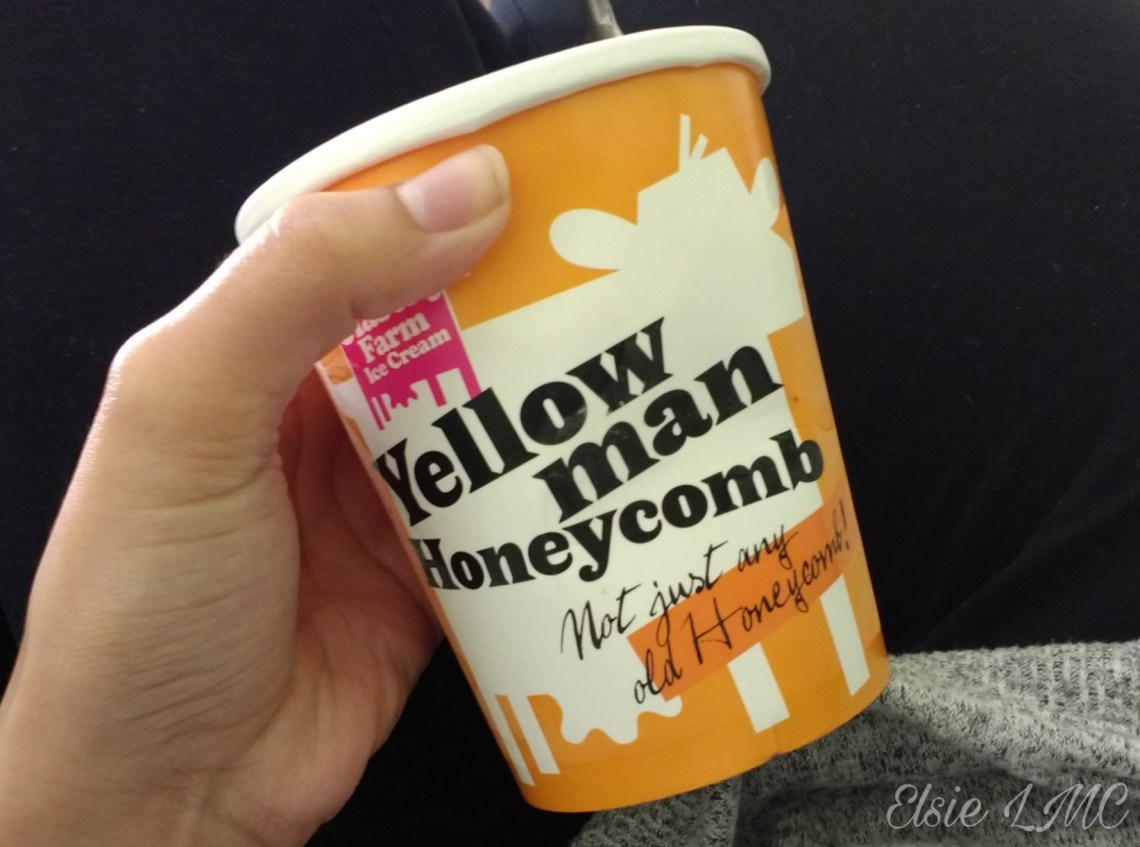 Farm
Ice Cream
Yellow
man
Honeycomb
Not just any
old Honeycomb!
Elsie LMC